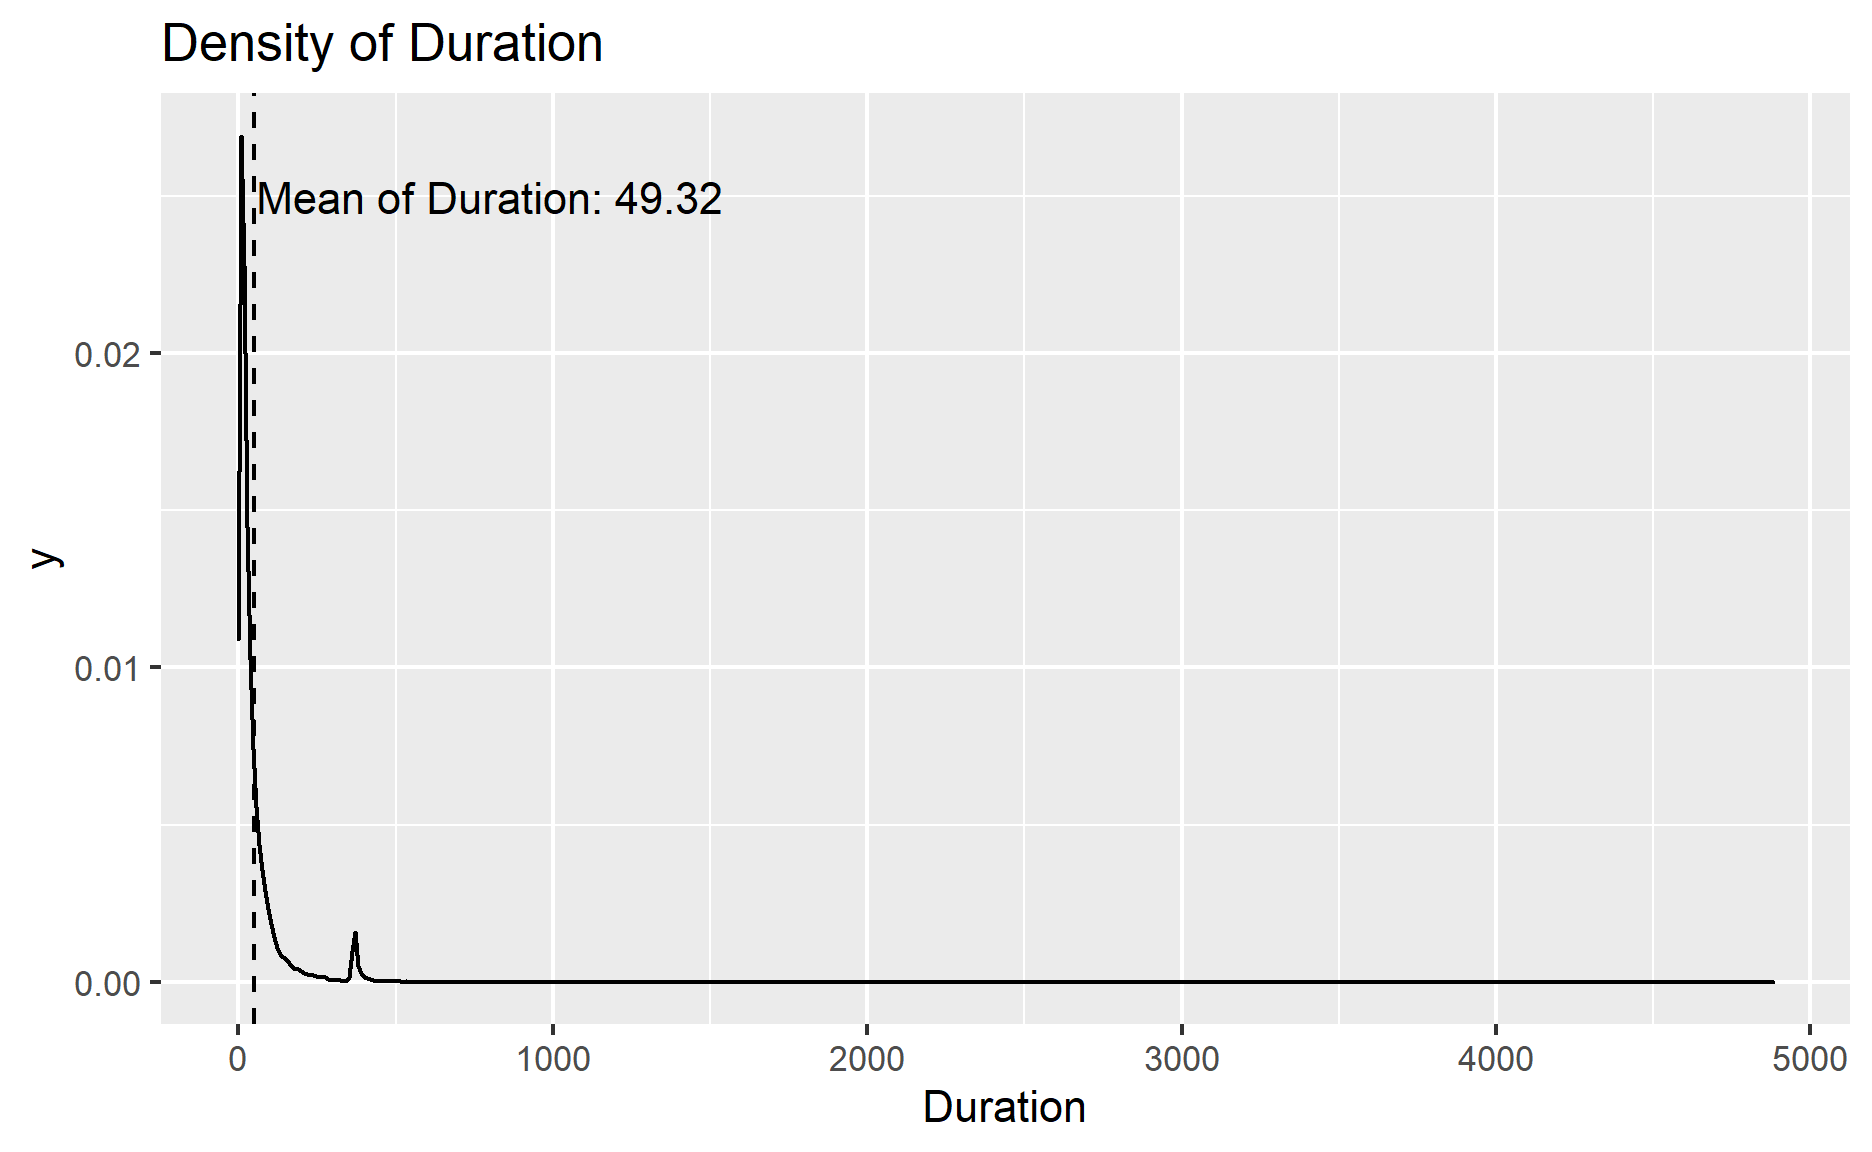 Density of Duration
Mean of Duration: 49.32
0.02
0.01
0.00
y
0 1000 2000 3000 4000 5000
Duration